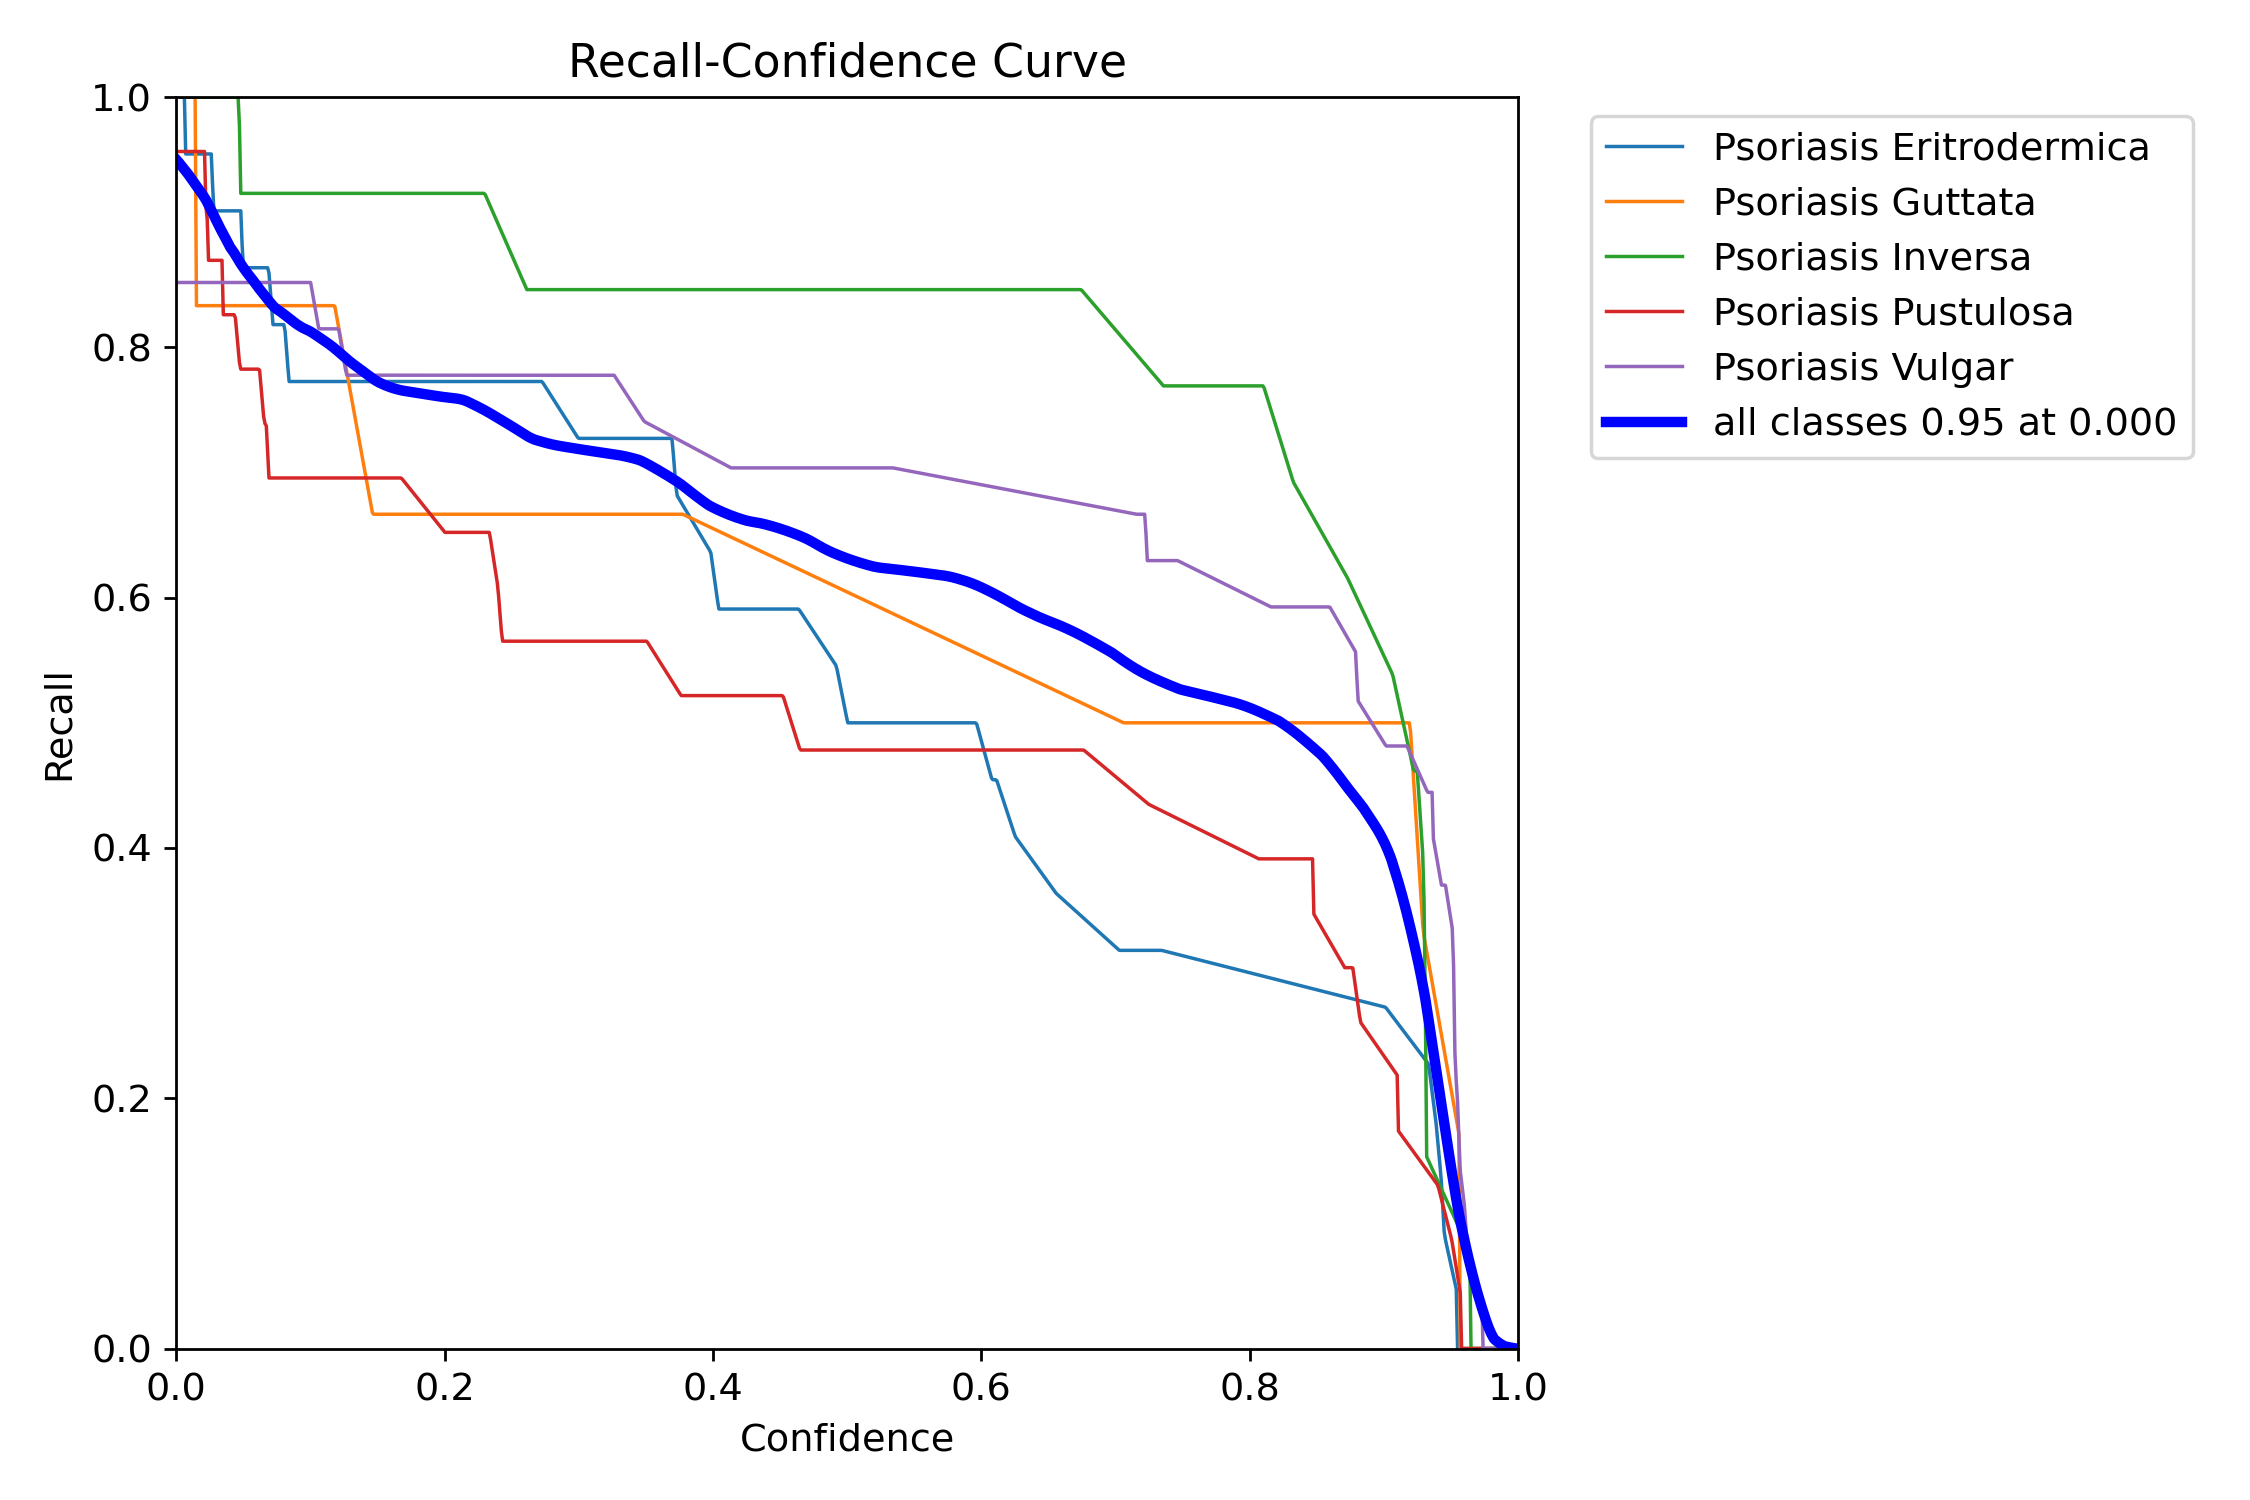 Recall-Confidence Curve
1.0
0.8
0.6
0.4
0.2
0.0
Recall
0.0 0.2 0.4 0.6 0.8 1.0
Confidence
Psoriasis Eritrodermica
Psoriasis Guttata
Psoriasis Inversa
Psoriasis Pustulosa
Psoriasis Vulgar
all classes 0.95 at 0.000